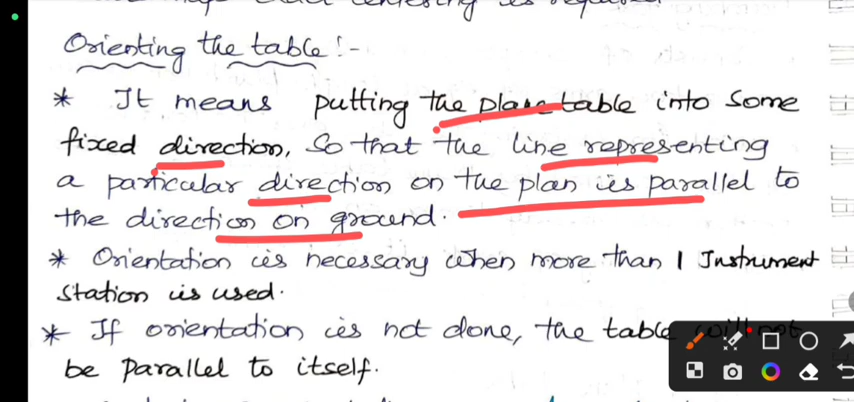 Orienting the table :-
* It means putting the plane table into some
fixed direction, So that the line representing
a particular direction on the plan is parallel to
the direction on ground.
* Orientation is necessary when more than 1 Instrument
Station is used.
* If orientation is not done, the table will not
be parallel to itself.